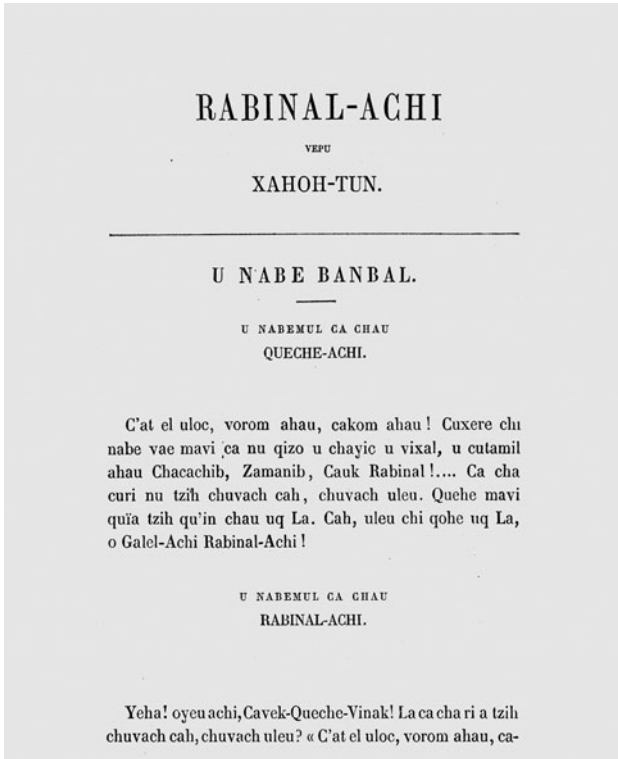 RABINAL-ACHI
VEPU
XAHOH-TUN.
U NABE BANBAL.
U NABEMUL CA CHAU
QUECHE-ACHI.
C'at el uloc, vorom ahau, cakom ahau ! Cuxere chi
nabe vae mavi ca nu qizo u chayic u vixal, u cutamil
ahau Chacachib, Zamanib, Cauk Rabinal !.... Ca cha
curi nu tzih chuvach cah, chuvach uleu. Quehe mavi
quïa tzih qu'in chau uq La. Cah, uleu chi qohe uq La,
o Galel-Achi Rabinal-Achi !
U NABEMUL CA CHAU
RABINAL-ACHI.
Yeha! oyeu achi, Cavek-Queche-Vinak! La ca cha ri a tzih
chuvach cah, chuvach uleu? « C'at el uloc, vorom ahau, ca-